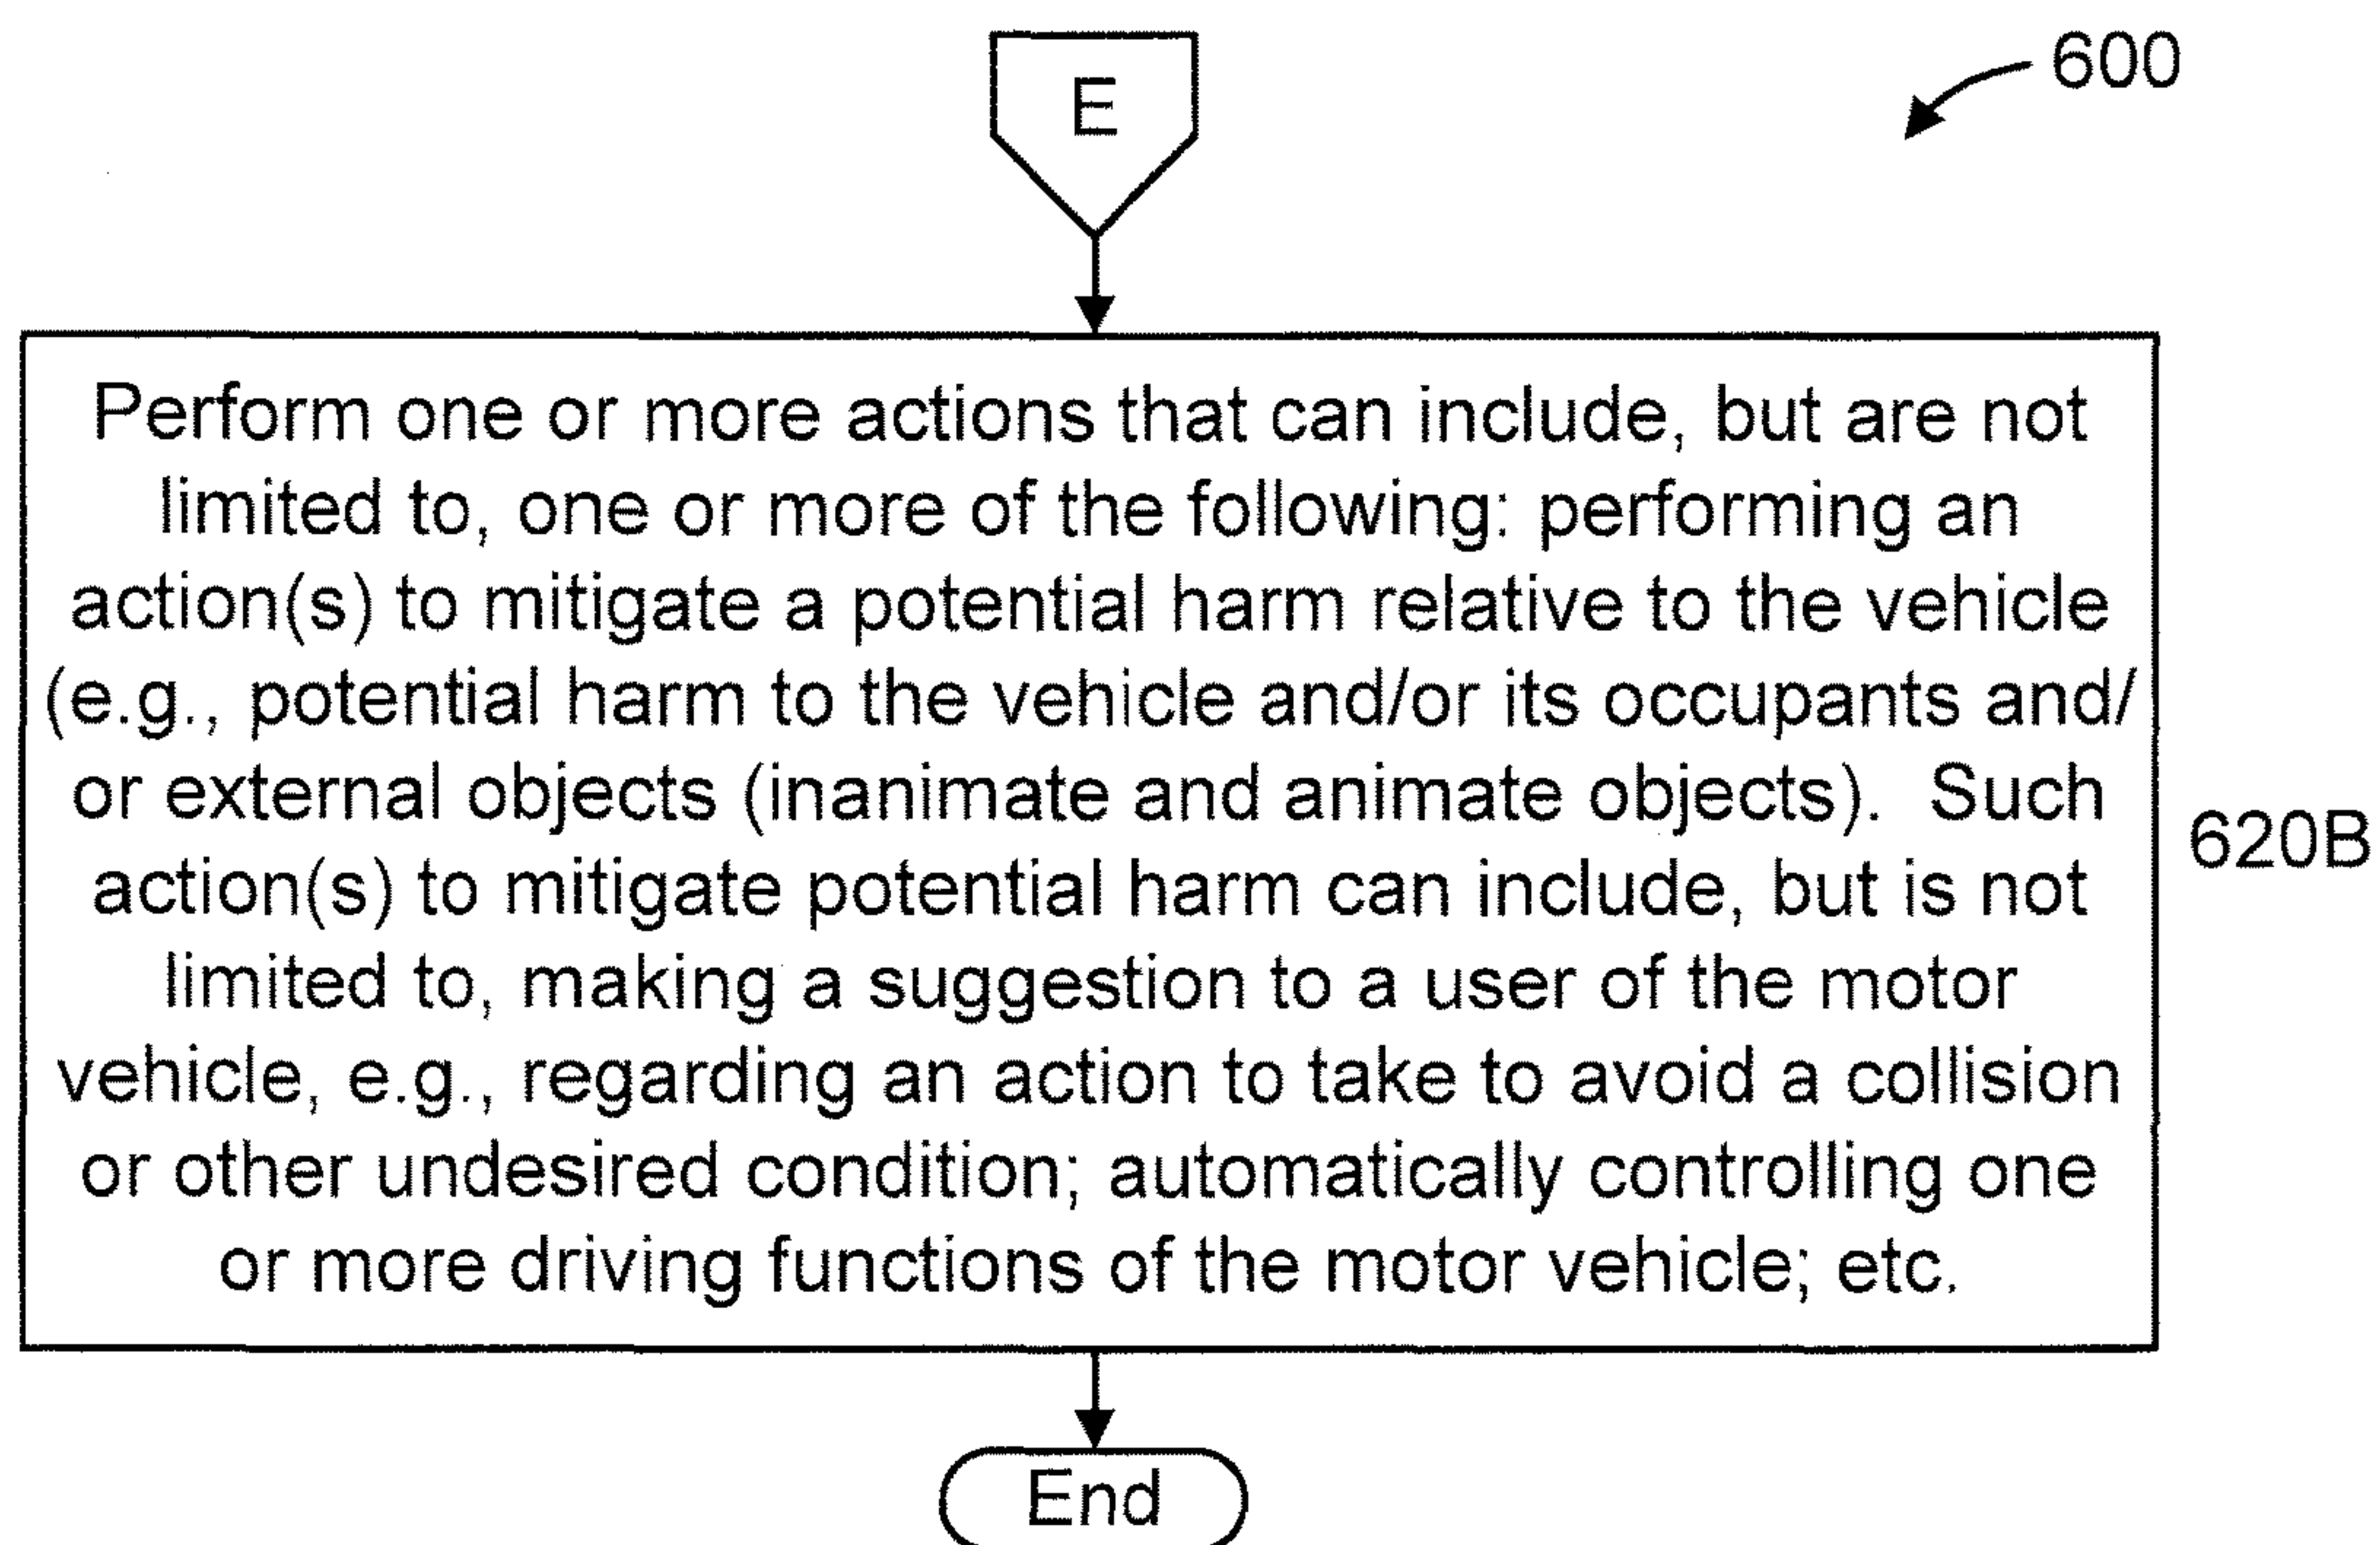 E
600
Perform one or more actions that can include, but are not
limited to, one or more of the following: performing an
action(s) to mitigate a potential harm relative to the vehicle
(e.g., potential harm to the vehicle and/or its occupants and/
or external objects (inanimate and animate objects).  Such
action(s) to mitigate potential harm can include, but is not
limited to, making a suggestion to a user of the motor
vehicle, e.g., regarding an action to take to avoid a collision
or other undesired condition; automatically controlling one
or more driving functions of the motor vehicle; etc.
620B
End